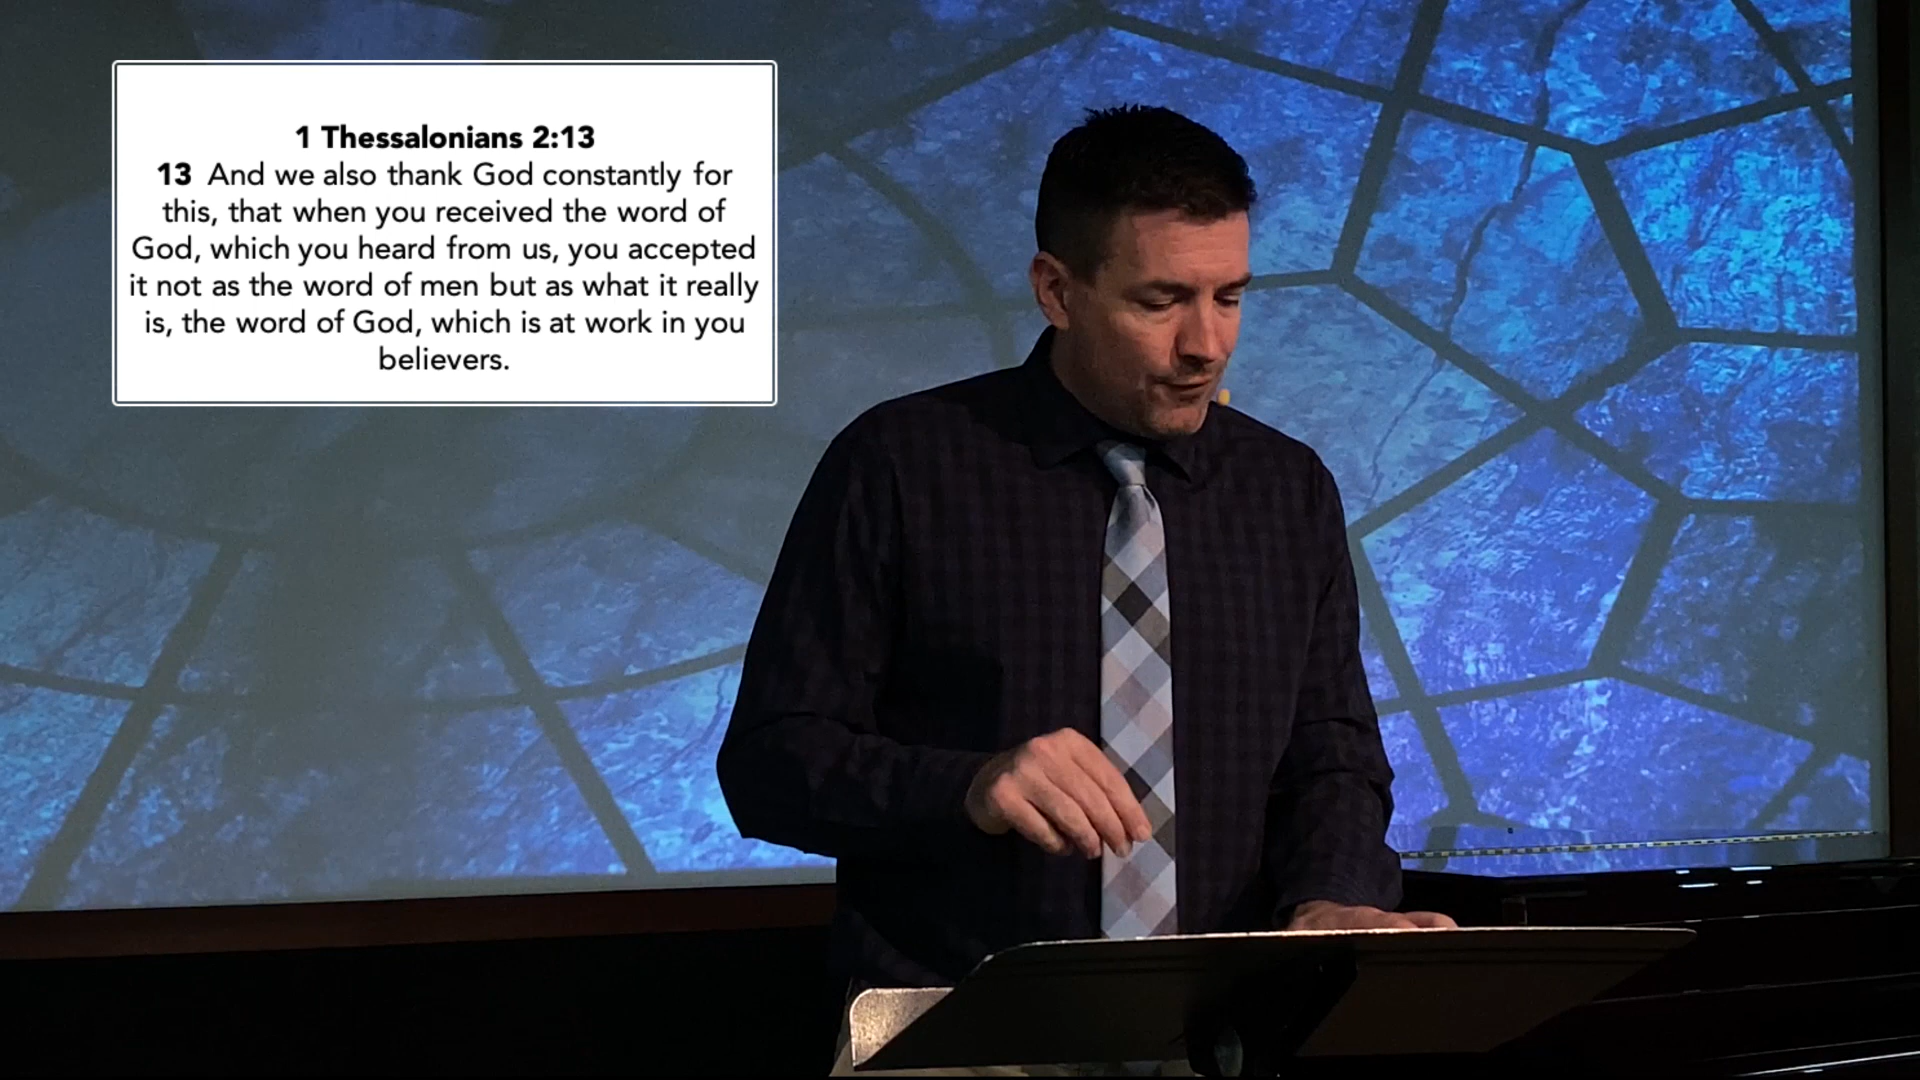 1 Thessalonians 2:13
13 And we also thank God constantly for
this, that when you received the word of
God, which you heard from us, you accepted
it not as the word of men but as what it really
is, the word of God, which is at work in you
believers.